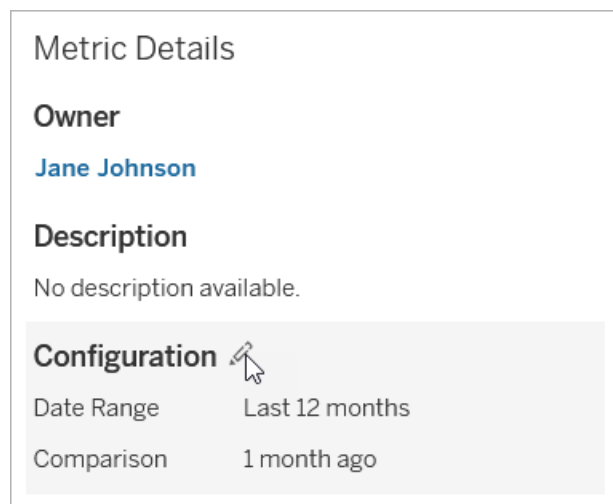 Metric Details
Owner
Jane Johnson
Description
No description available.
Configuration
Date Range Last 12 months
Comparison 1 month ago